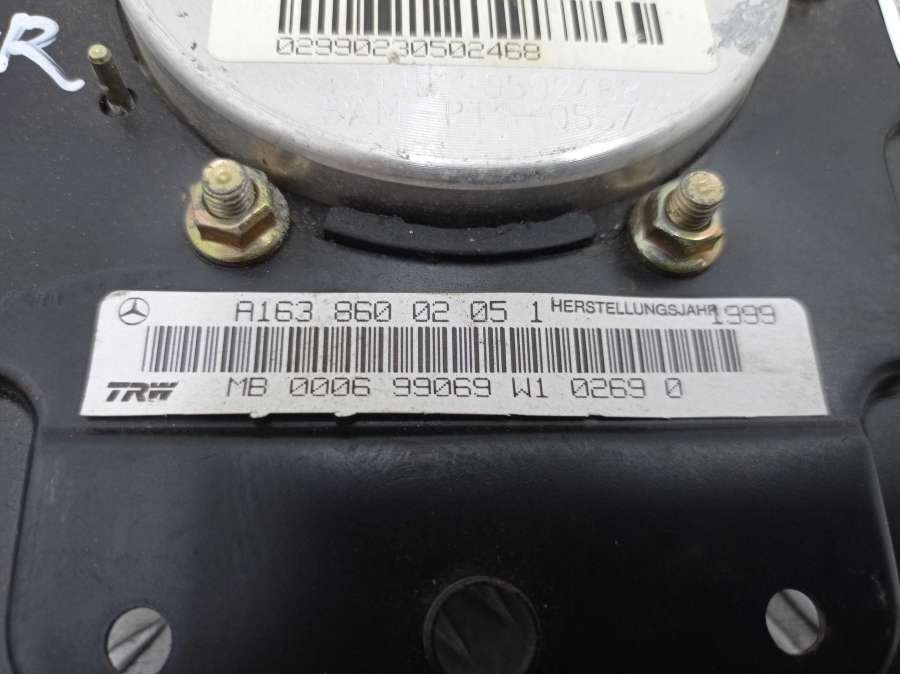 R
02990230502468
A163 860 02 05 1 HERSTELLUNGSJAHR 1999
TRW MB 0006 99069 W1 0269 0